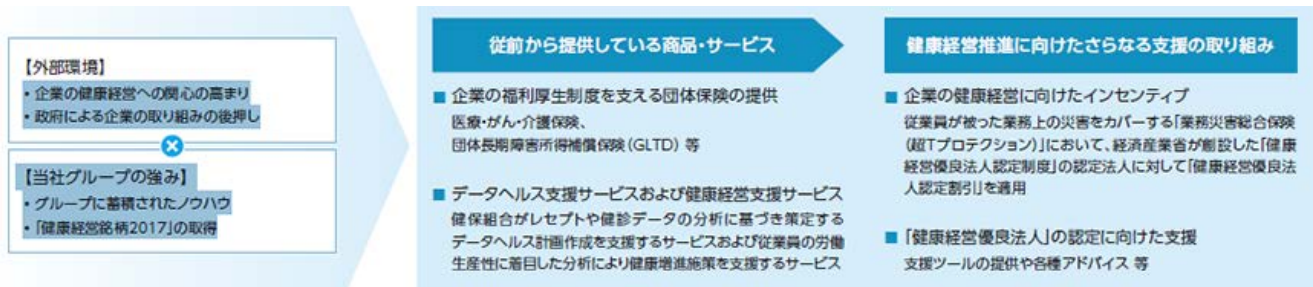 【外部環境】
・企業の健康経営への関心の高まり
・政府による企業の取り組みの後押し
×
【当社グループの強み】
・グループに蓄積されたノウハウ
・「健康経営銘柄2017」の取得
従前から提供している商品・サービス
■ 企業の福利厚生制度を支える団体保険の提供
医療・がん・介護保険、
団体長期障害所得補償保険(GLTD) 等
■ データヘルス支援サービスおよび健康経営支援サービス
健保組合がレセプトや健診データの分析に基づき策定する
データヘルス計画作成を支援するサービスおよび従業員の労働
生産性に着目した分析により健康増進施策を支援するサービス
健康経営推進に向けたさらなる支援の取り組み
■ 企業の健康経営に向けたインセンティブ
従業員が被った業務上の災害をカバーする「業務災害総合保険
(超Tプロテクション)」において、経済産業省が創設した「健康
経営優良法人認定制度」の認定法人に対して「健康経営優良法
人認定割引」を適用
■ 「健康経営優良法人」の認定に向けた支援
支援ツールの提供や各種アドバイス 等